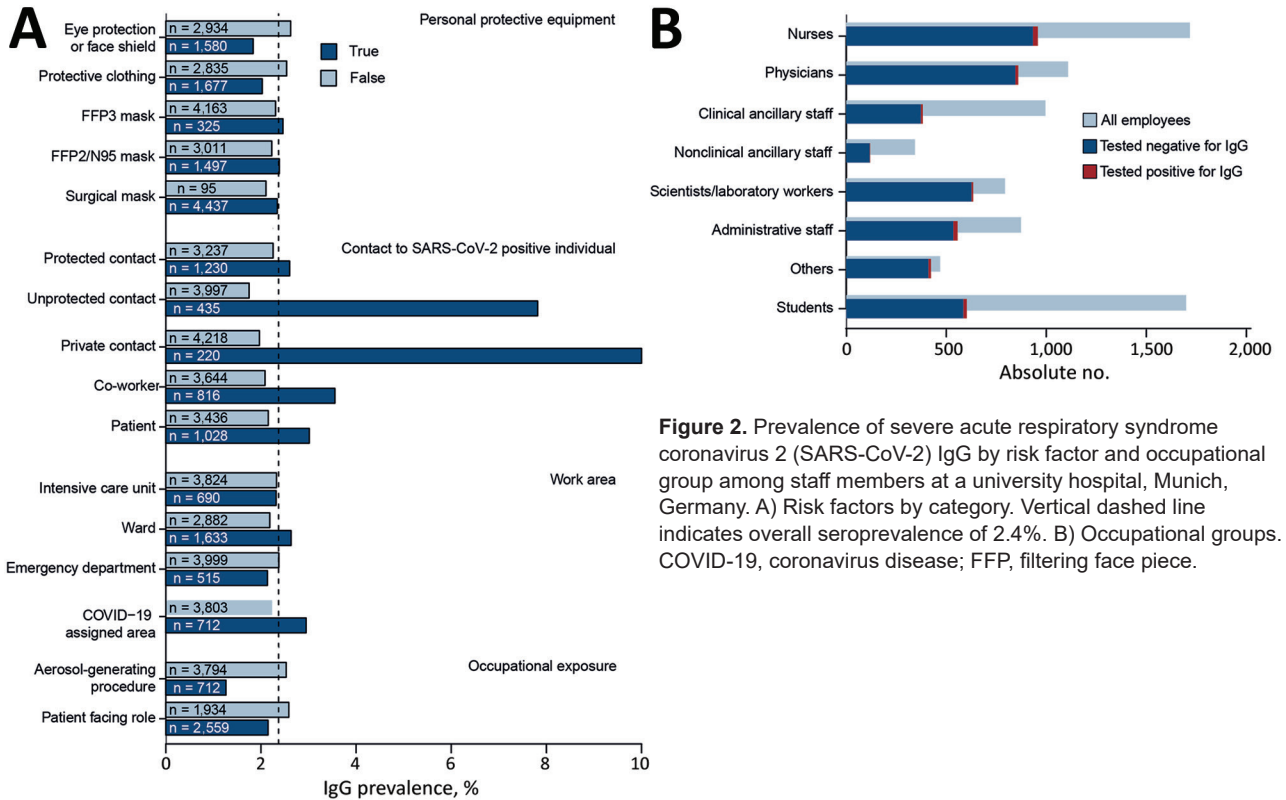 A
Personal protective equipment
True
False
Eye protection
or face shield
n = 2,934
n = 1,580
Protective clothing
n = 2,835
n = 1,677
FFP3 mask
n = 4,163
n = 325
FFP2/N95 mask
n = 3,011
n = 1,497
Surgical mask
n = 95
n = 4,437
Contact to SARS-CoV-2 positive individual
Protected contact
n = 3,237
n = 1,230
Unprotected contact
n = 3,997
n = 435
Private contact
n = 4,218
n = 220
Co-worker
n = 3,644
n = 816
Patient
n = 3,436
n = 1,028
Work area
Intensive care unit
n = 3,824
n = 690
Ward
n = 2,882
n = 1,633
Emergency department
n = 3,999
n = 515
COVID−19
assigned area
n = 3,803
n = 712
Occupational exposure
Aerosol-generating
procedure
n = 3,794
n = 712
Patient facing role
n = 1,934
n = 2,559
0 2 4 6 8 10
IgG prevalence, %
B
Nurses
Physicians
Clinical ancillary staff
Nonclinical ancillary staff
Scientists/laboratory workers
Administrative staff
Others
Students
All employees
Tested negative for IgG
Tested positive for IgG
0 500 1,000 1,500 2,000
Absolute no.
Figure 2. Prevalence of severe acute respiratory syndrome
coronavirus 2 (SARS-CoV-2) IgG by risk factor and occupational
group among staff members at a university hospital, Munich,
Germany. A) Risk factors by category. Vertical dashed line
indicates overall seroprevalence of 2.4%. B) Occupational groups.
COVID-19, coronavirus disease; FFP, filtering face piece.